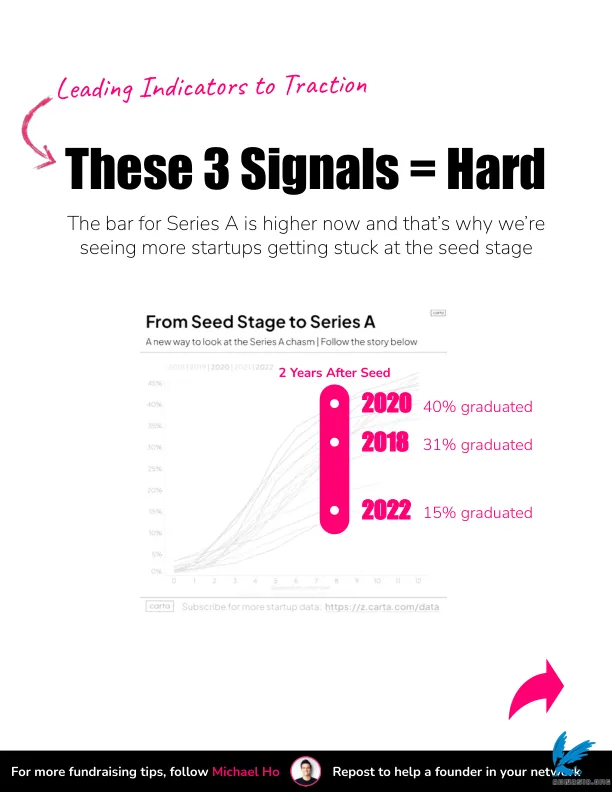 Leading Indicators to Traction
These 3 Signals = Hard
The bar for Series A is higher now and that's why we're
seeing more startups getting stuck at the seed stage
carta
From Seed Stage to Series A
A new way to look at the Series A chasm | Follow the story below
2019 | 2020 | 2021 | 2022
2 Years After Seed
45%
40%
35%
30%
25%
20%
15%
10%
5%
0%
2020 40% graduated
2018 31% graduated
2022 15% graduated
0 1 2 3 4 5 6 7 8 9 10 11 12
carta Subscribe for more startup data: https://z.carta.com/data
For more fundraising tips, follow Michael Ho
Repost to help a founder in your network